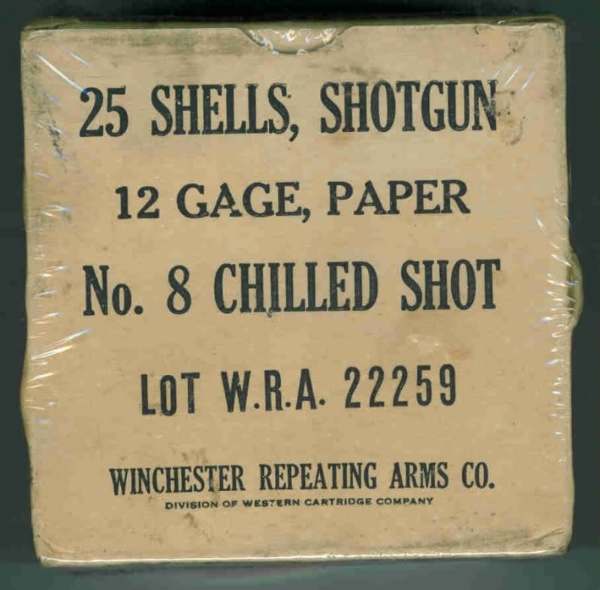 25 SHELLS, SHOTGUN
12 GAGE, PAPER
No. 8 CHILLED SHOT
LOT W.R.A. 22259
WINCHESTER REPEATING ARMS CO.
DIVISION OF WESTERN CARTRIDGE COMPANY